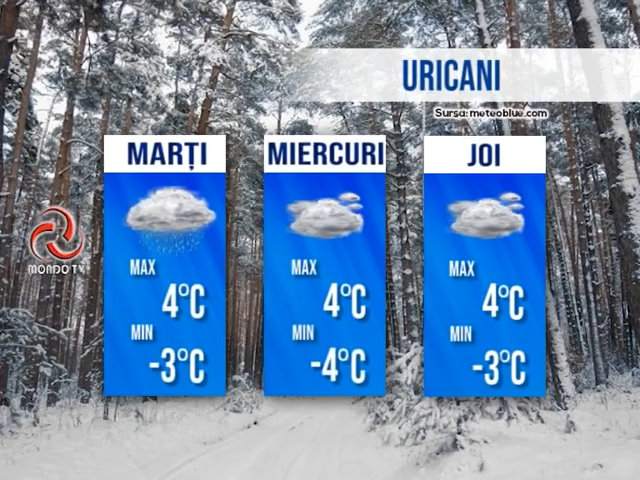 URICANI
Sursa: meteoblue.com
MARȚI
MIERCURI
JOI
MONDO TV
MAX
4°C
MIN
-3°C
MAX
4°C
MIN
-4°C
MAX
4°C
MIN
-3°C